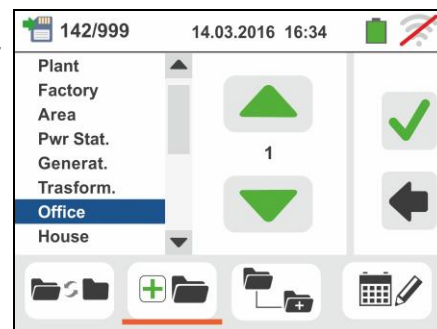 142/999 14.03.2016 16:34
Plant
Factory
Area
Pwr Stat.
Generat.
Trasform.
Office
House
1